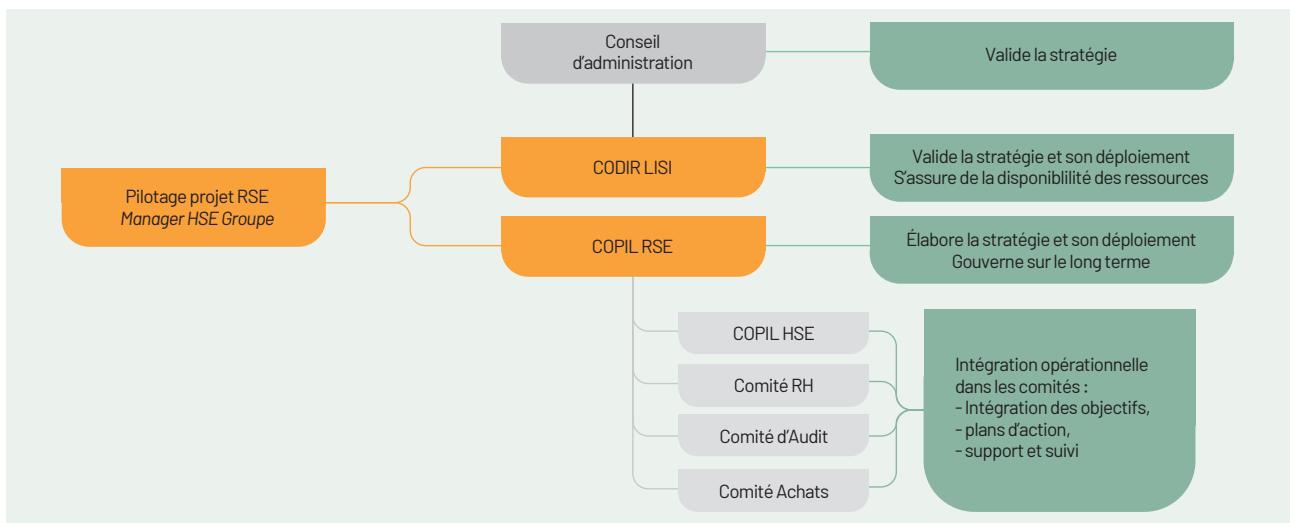 Conseil
d'administration
Valide la stratégie
Pilotage projet RSE
Manager HSE Groupe
CODIR LISI
Valide la stratégie et son déploiement
S'assure de la disponiblilité des ressources
COPIL RSE
Élabore la stratégie et son déploiement
Gouverne sur le long terme
COPIL HSE
Comité RH
Comité d'Audit
Comité Achats
Intégration opérationnelle
dans les comités :
- Intégration des objectifs,
- plans d'action,
- support et suivi